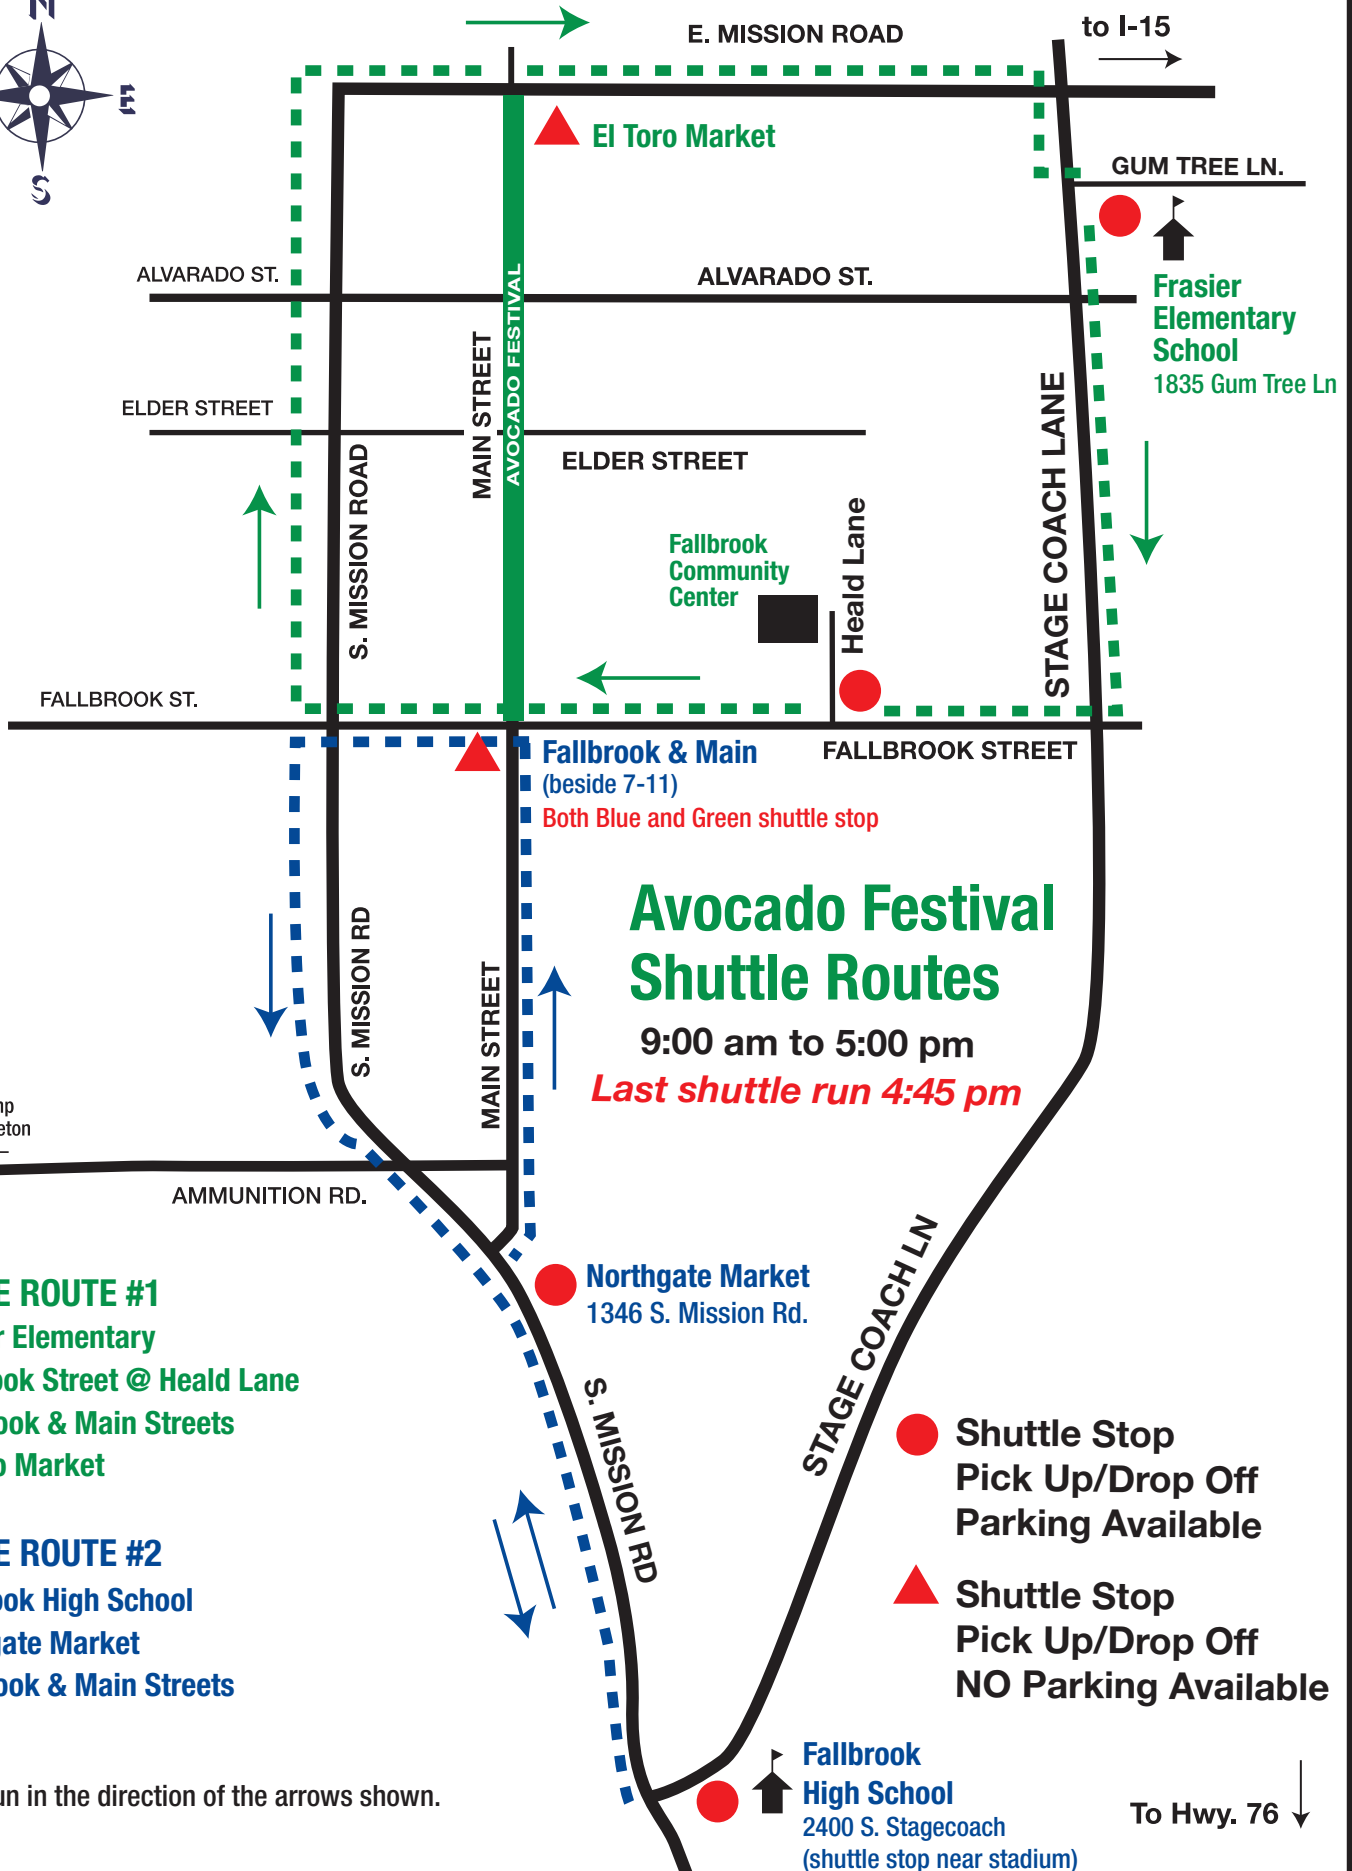 N
E
S
E. MISSION ROAD
to I-15
El Toro Market
GUM TREE LN.
ALVARADO ST.
ALVARADO ST.
Frasier
Elementary
School
1835 Gum Tree Ln
MAIN STREET
AVOCADO FESTIVAL
ELDER STREET
ELDER STREET
S. MISSION ROAD
STAGE COACH LANE
Fallbrook
Community
Center
Heald Lane
FALLBROOK ST.
FALLBROOK STREET
Fallbrook & Main
(beside 7-11)
Both Blue and Green shuttle stop
Avocado Festival
Shuttle Routes
9:00 am to 5:00 pm
Last shuttle run 4:45 pm
S. MISSION RD
MAIN STREET
AMMUNITION RD.
Northgate Market
1346 S. Mission Rd.
STAGE COACH LN
S. MISSION RD
ROUTE #1
Elementary
Street @ Heald Lane
& Main Streets
Market
ROUTE #2
High School
Market
& Main Streets
in the direction of the arrows shown.
Shuttle Stop
Pick Up/Drop Off
Parking Available
Shuttle Stop
Pick Up/Drop Off
NO Parking Available
Fallbrook
High School
2400 S. Stagecoach
(shuttle stop near stadium)
To Hwy. 76